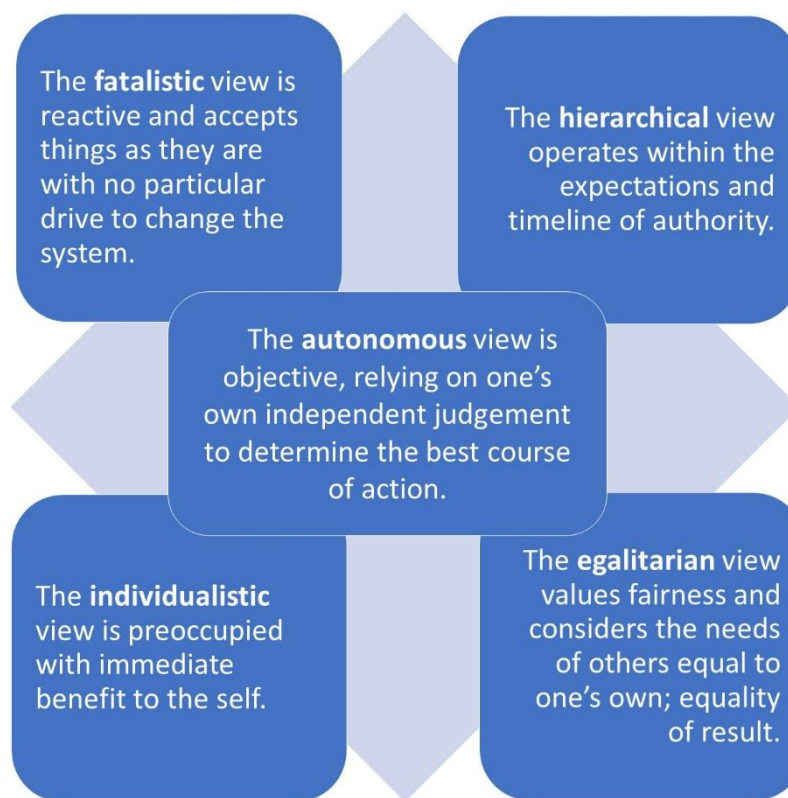 The fatalistic view is
reactive and accepts
things as they are
with no particular
drive to change the
system.
The hierarchical view
operates within the
expectations and
timeline of authority.
The autonomous view is
objective, relying on one’s
own independent judgement
to determine the best course
of action.
The individualistic
view is preoccupied
with immediate
benefit to the self.
The egalitarian view
values fairness and
considers the needs
of others equal to
one’s own; equality
of result.